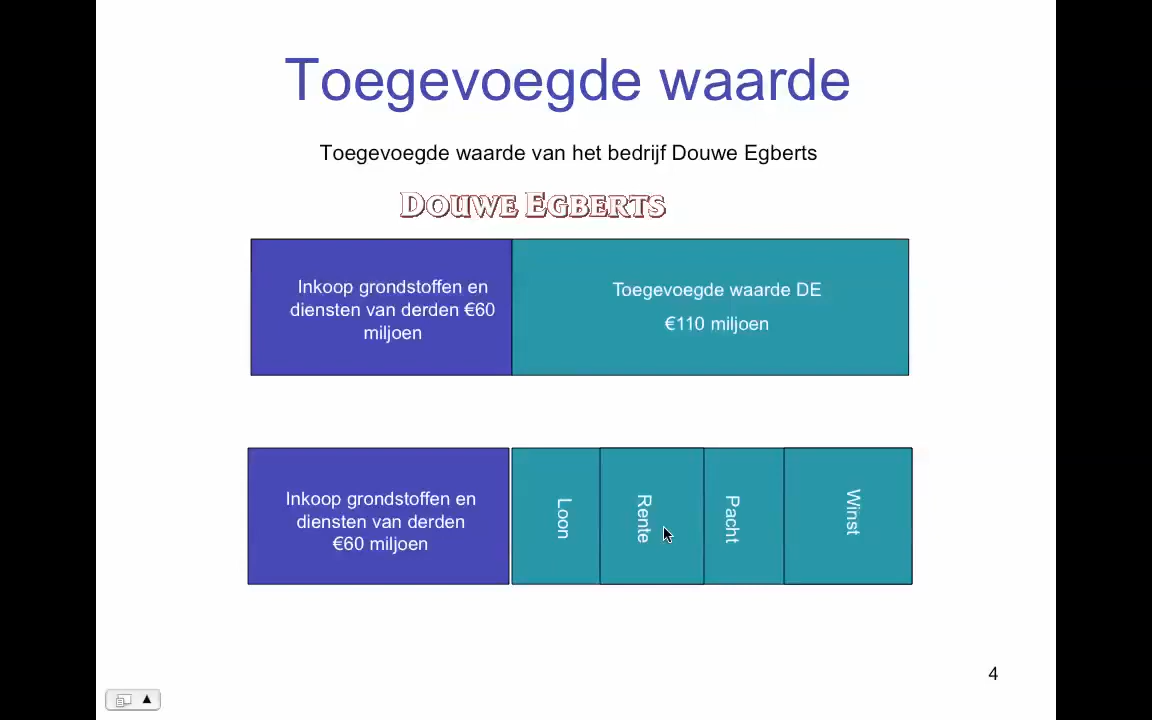 Toegevoegde waarde
Toegevoegde waarde van het bedrijf Douwe Egberts
DOUWE EGBERTS
Inkoop grondstoffen en
diensten van derden €60
miljoen
Toegevoegde waarde DE
€110 miljoen
Inkoop grondstoffen en
diensten van derden
€60 miljoen
Loon
Rente
Pacht
Winst
4